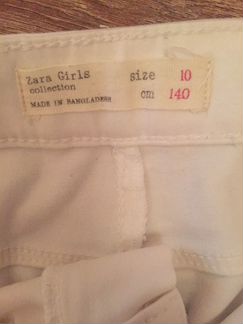 Zara Girls size 10
collection cm 140
MADE IN BANGLADESH